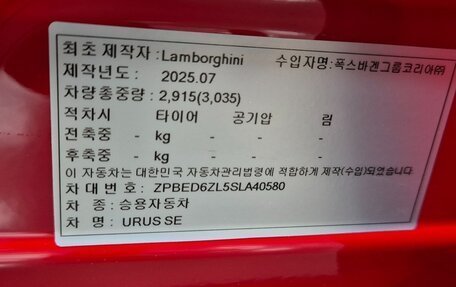 최초 제작자 : Lamborghini 수입자명:폭스바겐그룹코리아㈜
제작년도 : 2025.07
차량총중량 : 2,915(3,035)
적차시 타이어 공기압 림
전축중 - kg - -
후축중 - kg - -
이 자동차는 대한민국 자동차관리법령에 적합하게 제작(수입)되었습
차 대 번 호 : ZPBED6ZL5SLA40580
차 종 : 승용자동차
차 명 : URUS SE